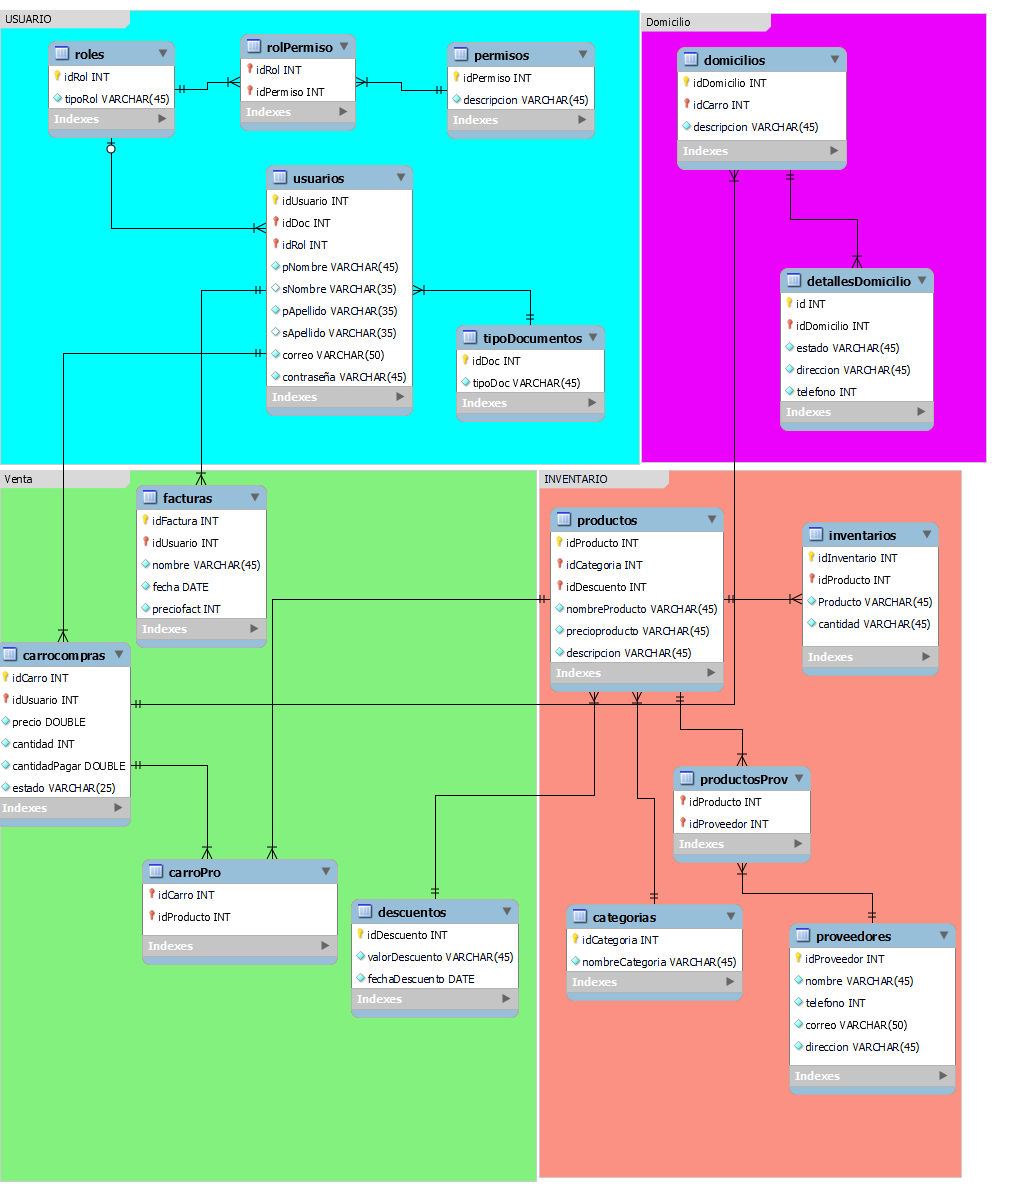 USUARIO
roles
idRol INT
tipoRol VARCHAR(45)
Indexes
rolPermiso
idRol INT
idPermiso INT
Indexes
permisos
idPermiso INT
descripcion VARCHAR(45)
Indexes
usuarios
idUsuario INT
idDoc INT
idRol INT
pNombre VARCHAR(45)
sNombre VARCHAR(35)
pApellido VARCHAR(35)
sApellido VARCHAR(35)
correo VARCHAR(50)
contraseña VARCHAR(45)
Indexes
tipoDocumentos
idDoc INT
tipoDoc VARCHAR(45)
Indexes
Domicilio
domicilios
idDomicilio INT
idCarro INT
descripcion VARCHAR(45)
Indexes
detallesDomicilio
id INT
idDomicilio INT
estado VARCHAR(45)
direccion VARCHAR(45)
telefono INT
Indexes
Venta
facturas
idFactura INT
idUsuario INT
nombre VARCHAR(45)
fecha DATE
preciofact INT
Indexes
carrocompras
idCarro INT
idUsuario INT
precio DOUBLE
cantidad INT
cantidadPagar DOUBLE
estado VARCHAR(25)
Indexes
carroPro
idCarro INT
idProducto INT
Indexes
descuentos
idDescuento INT
valorDescuento VARCHAR(45)
fechaDescuento DATE
Indexes
INVENTARIO
productos
idProducto INT
idCategoria INT
idDescuento INT
nombreProducto VARCHAR(45)
precioproducto VARCHAR(45)
descripcion VARCHAR(45)
Indexes
inventarios
idInventario INT
idProducto INT
Producto VARCHAR(45)
cantidad VARCHAR(45)
Indexes
productosProv
idProducto INT
idProveedor INT
Indexes
categorias
idCategoria INT
nombreCategoria VARCHAR(45)
Indexes
proveedores
idProveedor INT
nombre VARCHAR(45)
telefono INT
correo VARCHAR(50)
direccion VARCHAR(45)
Indexes